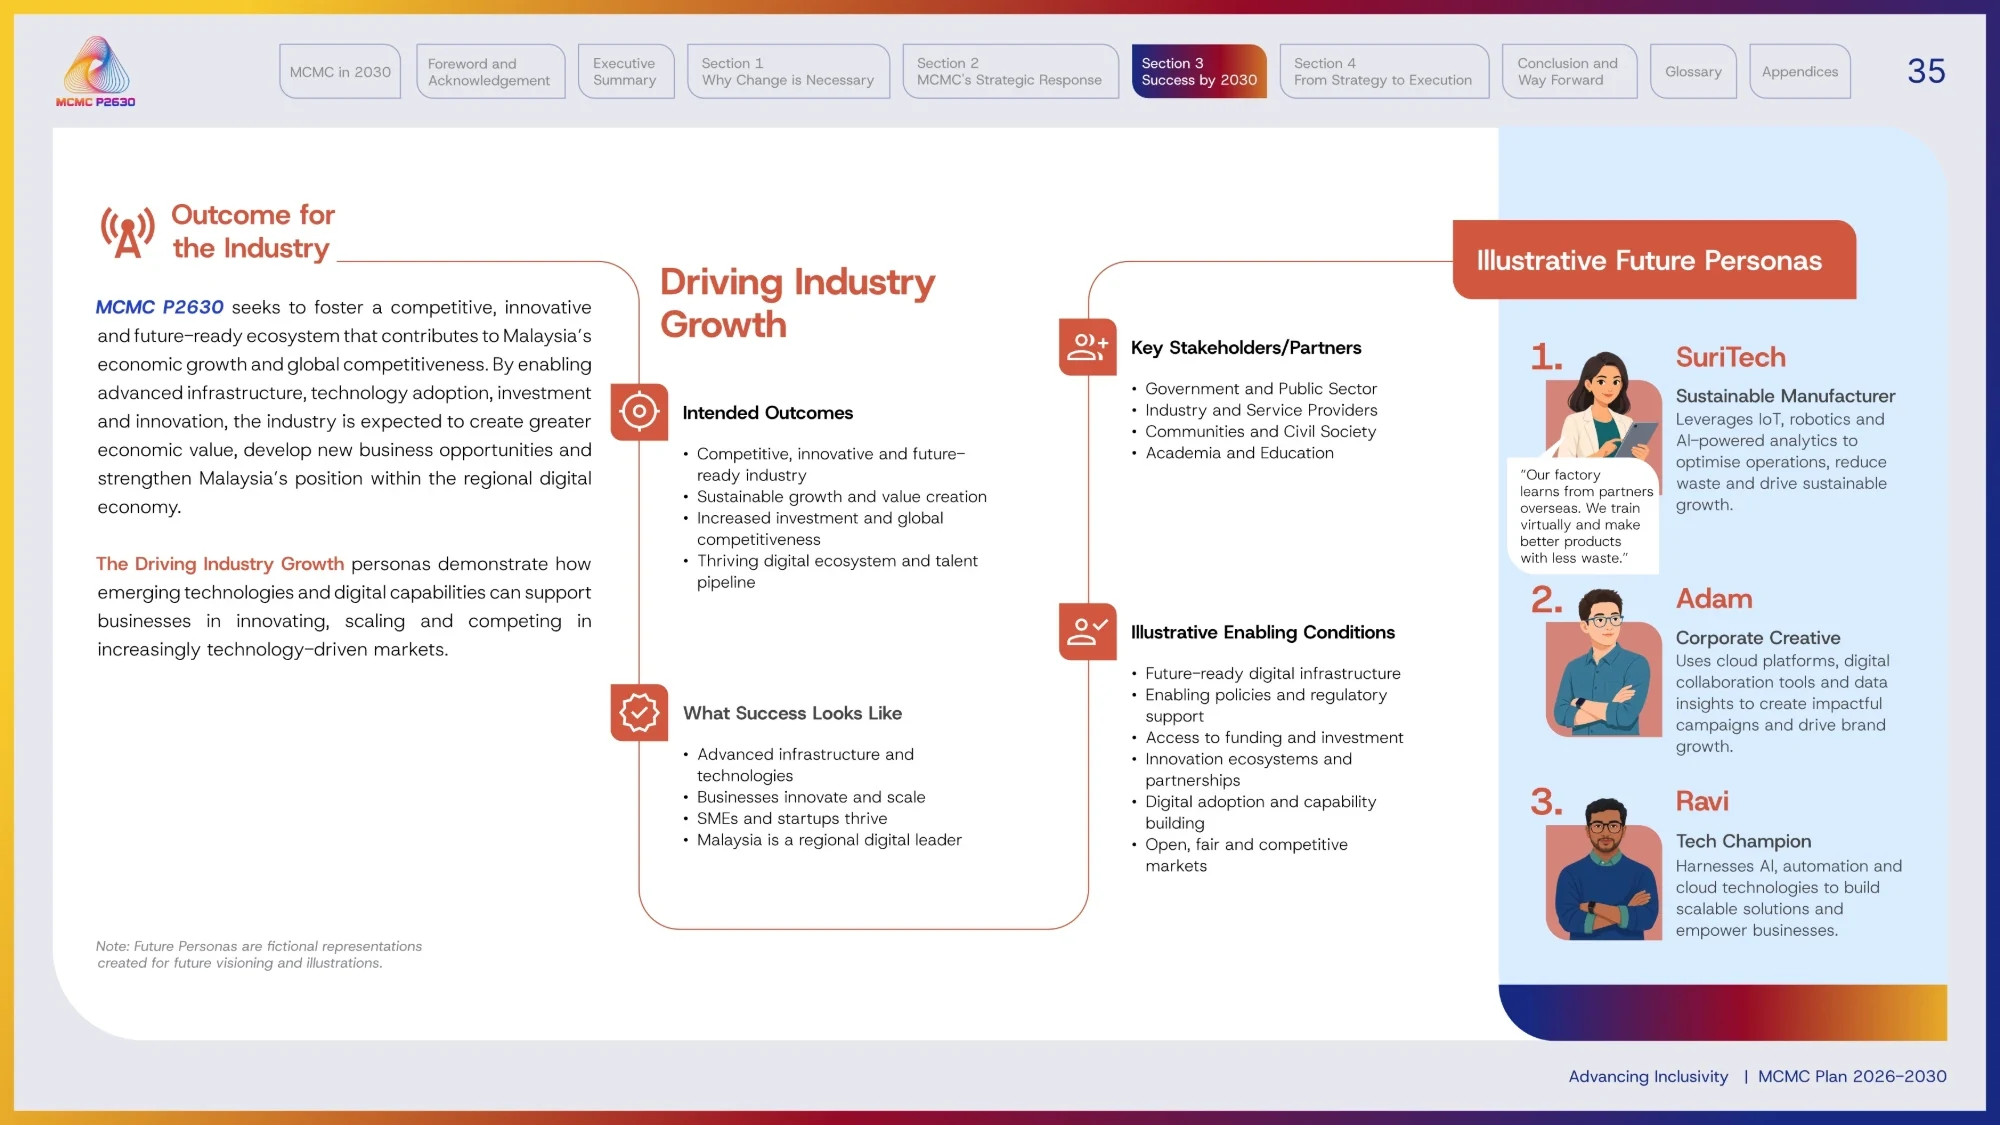 MCMC P2630
MCMC in 2030
Foreword and
Acknowledgement
Executive
Summary
Section 1
Why Change is Necessary
Section 2
MCMC's Strategic Response
Section 3
Success by 2030
Section 4
From Strategy to Execution
Conclusion and
Way Forward
Glossary
Appendices
35
Outcome for
the Industry
MCMC P2630 seeks to foster a competitive, innovative
and future-ready ecosystem that contributes to Malaysia's
economic growth and global competitiveness. By enabling
advanced infrastructure, technology adoption, investment
and innovation, the industry is expected to create greater
economic value, develop new business opportunities and
strengthen Malaysia's position within the regional digital
economy.
The Driving Industry Growth personas demonstrate how
emerging technologies and digital capabilities can support
businesses in innovating, scaling and competing in
increasingly technology-driven markets.
Note: Future Personas are fictional representations
created for future visioning and illustrations.
Driving Industry
Growth
Intended Outcomes
• Competitive, innovative and future-
ready industry
• Sustainable growth and value creation
• Increased investment and global
competitiveness
• Thriving digital ecosystem and talent
pipeline
What Success Looks Like
• Advanced infrastructure and
technologies
• Businesses innovate and scale
• SMEs and startups thrive
• Malaysia is a regional digital leader
Key Stakeholders/Partners
• Government and Public Sector
• Industry and Service Providers
• Communities and Civil Society
• Academia and Education
Illustrative Enabling Conditions
• Future-ready digital infrastructure
• Enabling policies and regulatory
support
• Access to funding and investment
• Innovation ecosystems and
partnerships
• Digital adoption and capability
building
• Open, fair and competitive
markets
Illustrative Future Personas
1.
SuriTech
Sustainable Manufacturer
Leverages IoT, robotics and
AI-powered analytics to
optimise operations, reduce
waste and drive sustainable
growth.
"Our factory
learns from partners
overseas. We train
virtually and make
better products
with less waste."
2.
Adam
Corporate Creative
Uses cloud platforms, digital
collaboration tools and data
insights to create impactful
campaigns and drive brand
growth.
3.
Ravi
Tech Champion
Harnesses AI, automation and
cloud technologies to build
scalable solutions and
empower businesses.
Advancing Inclusivity | MCMC Plan 2026-2030